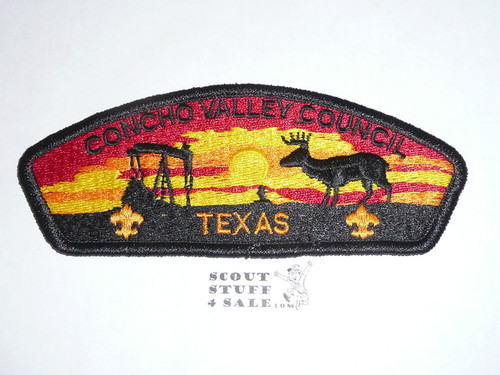 CONCHO VALLEY COUNCIL
TEXAS
SCOUT
STUFF
4 SALE.COM